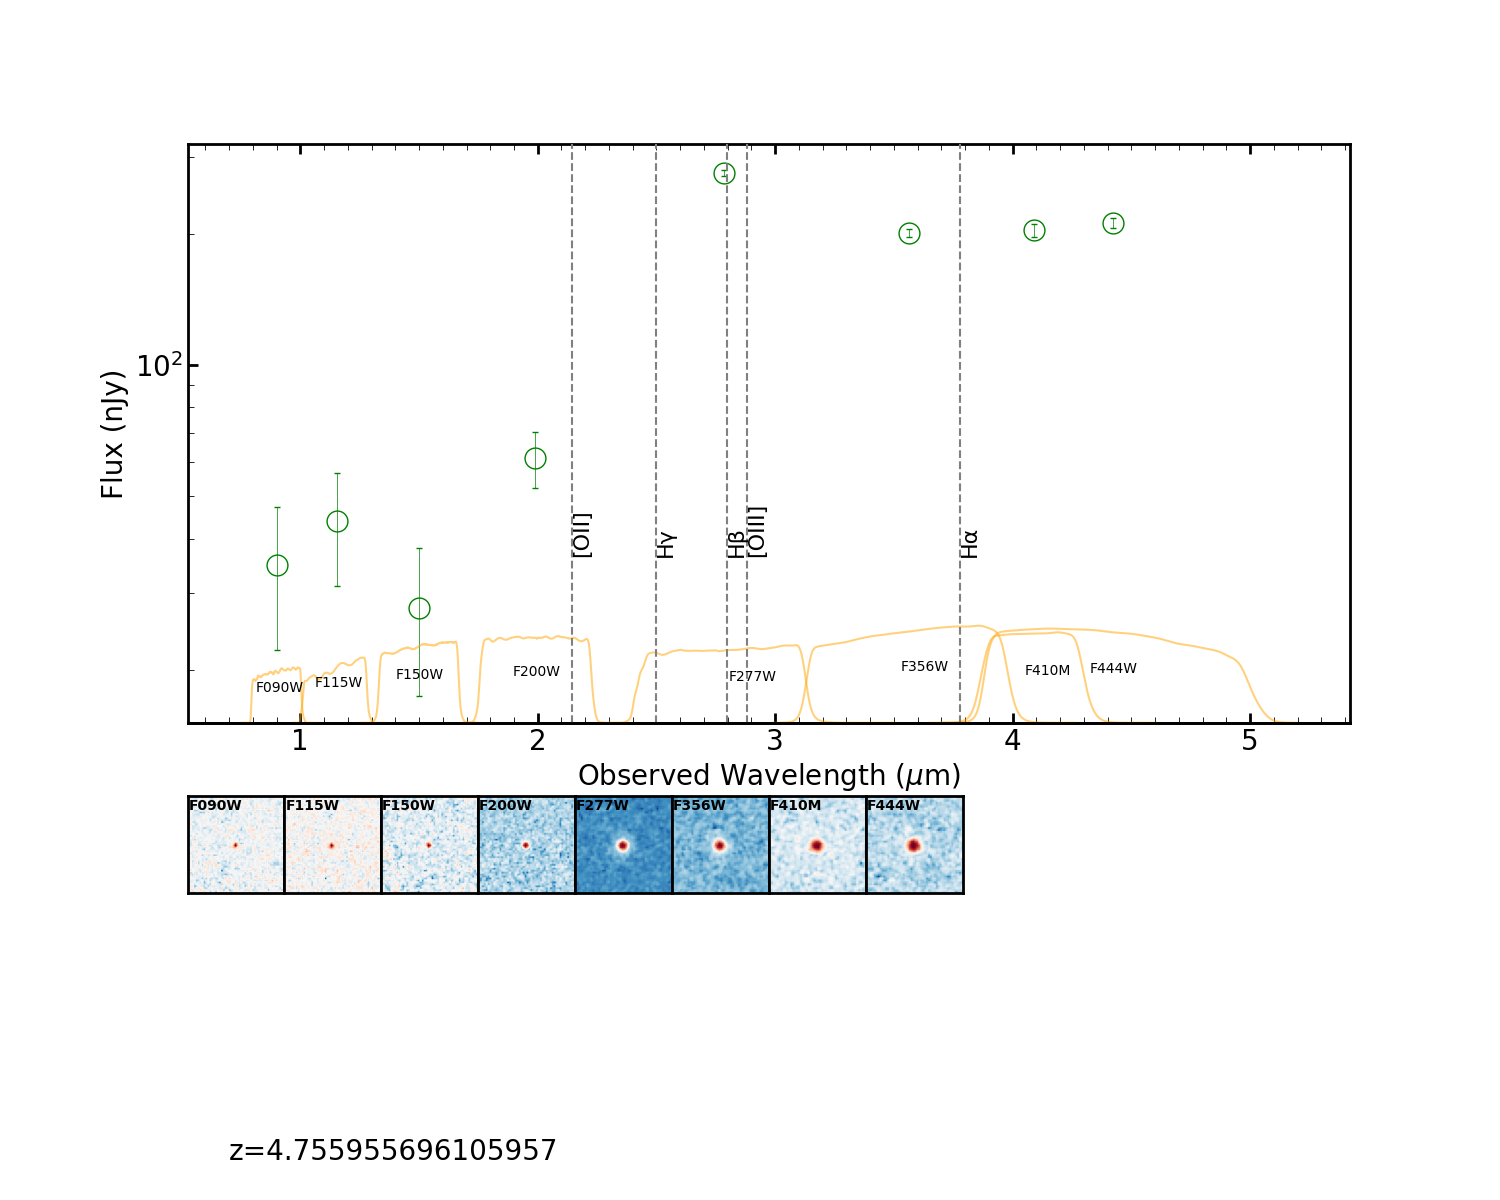 Flux (nJy)
10²
[OII]
Hγ
Hβ
[OIII]
Hα
F090W
F115W
F150W
F200W
F277W
F356W
F410M
F444W
1 2 3 4 5
Observed Wavelength (μm)
F090W F115W F150W F200W F277W F356W F410M F444W
z=4.755955696105957